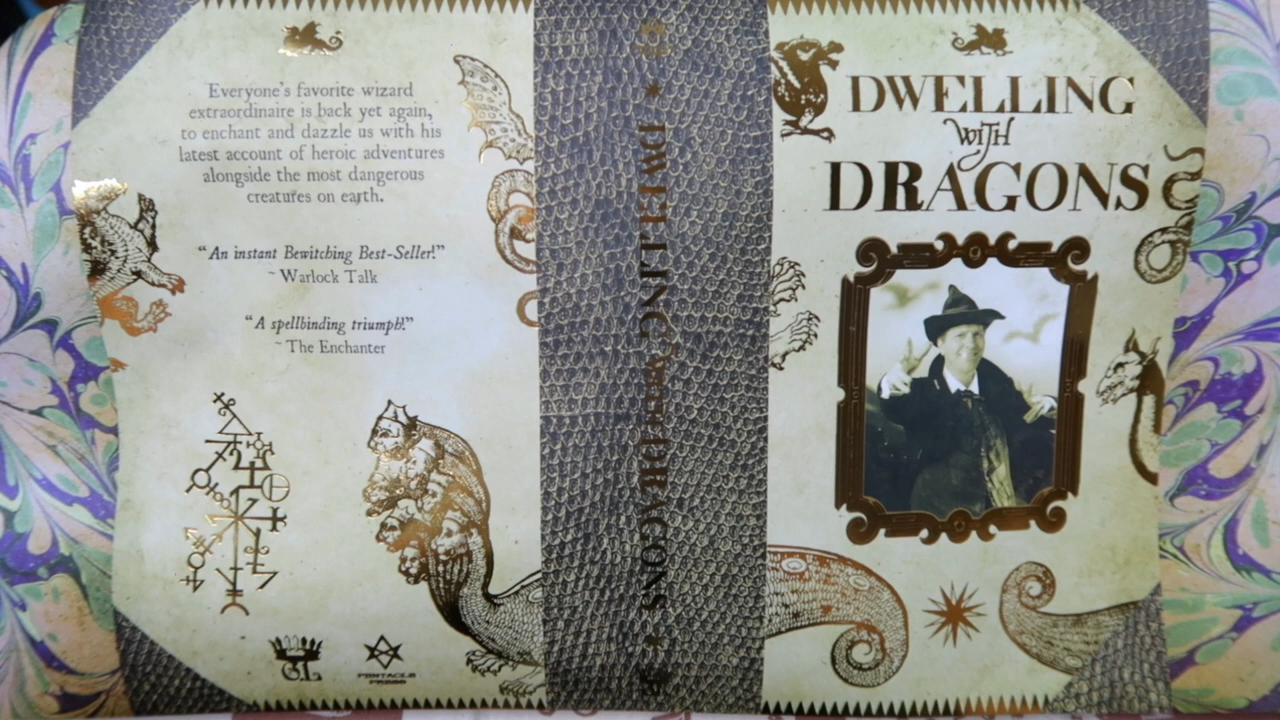 Everyone's favorite wizard
extraordinaire is back yet again,
to enchant and dazzle us with his
latest account of heroic adventures
alongside the most dangerous
creatures on earth.
"An instant Bewitching Best-Seller!"
~ Warlock Talk
"A spellbinding triumph!"
~ The Enchanter
PENTACLE
PRESS
DWELLING with DRAGONS
DWELLING
WITH
DRAGONS